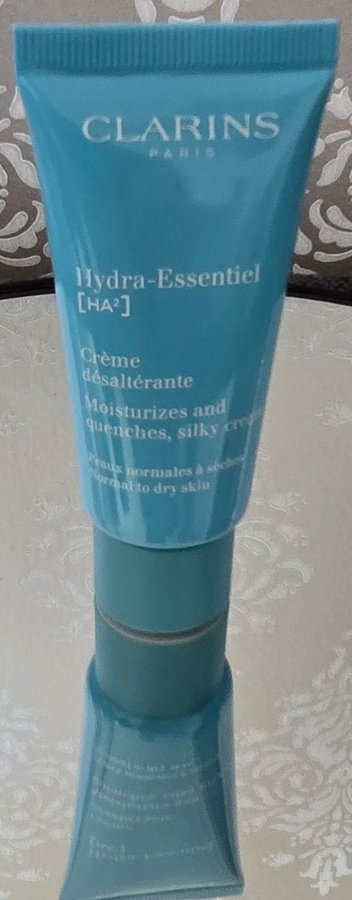 CLARINS
PARIS
Hydra-Essentiel
[HA²]
Crème
désaltérante
Moisturizes and
quenches, silky cream
Peaux normales à sèches
Normal to dry skin